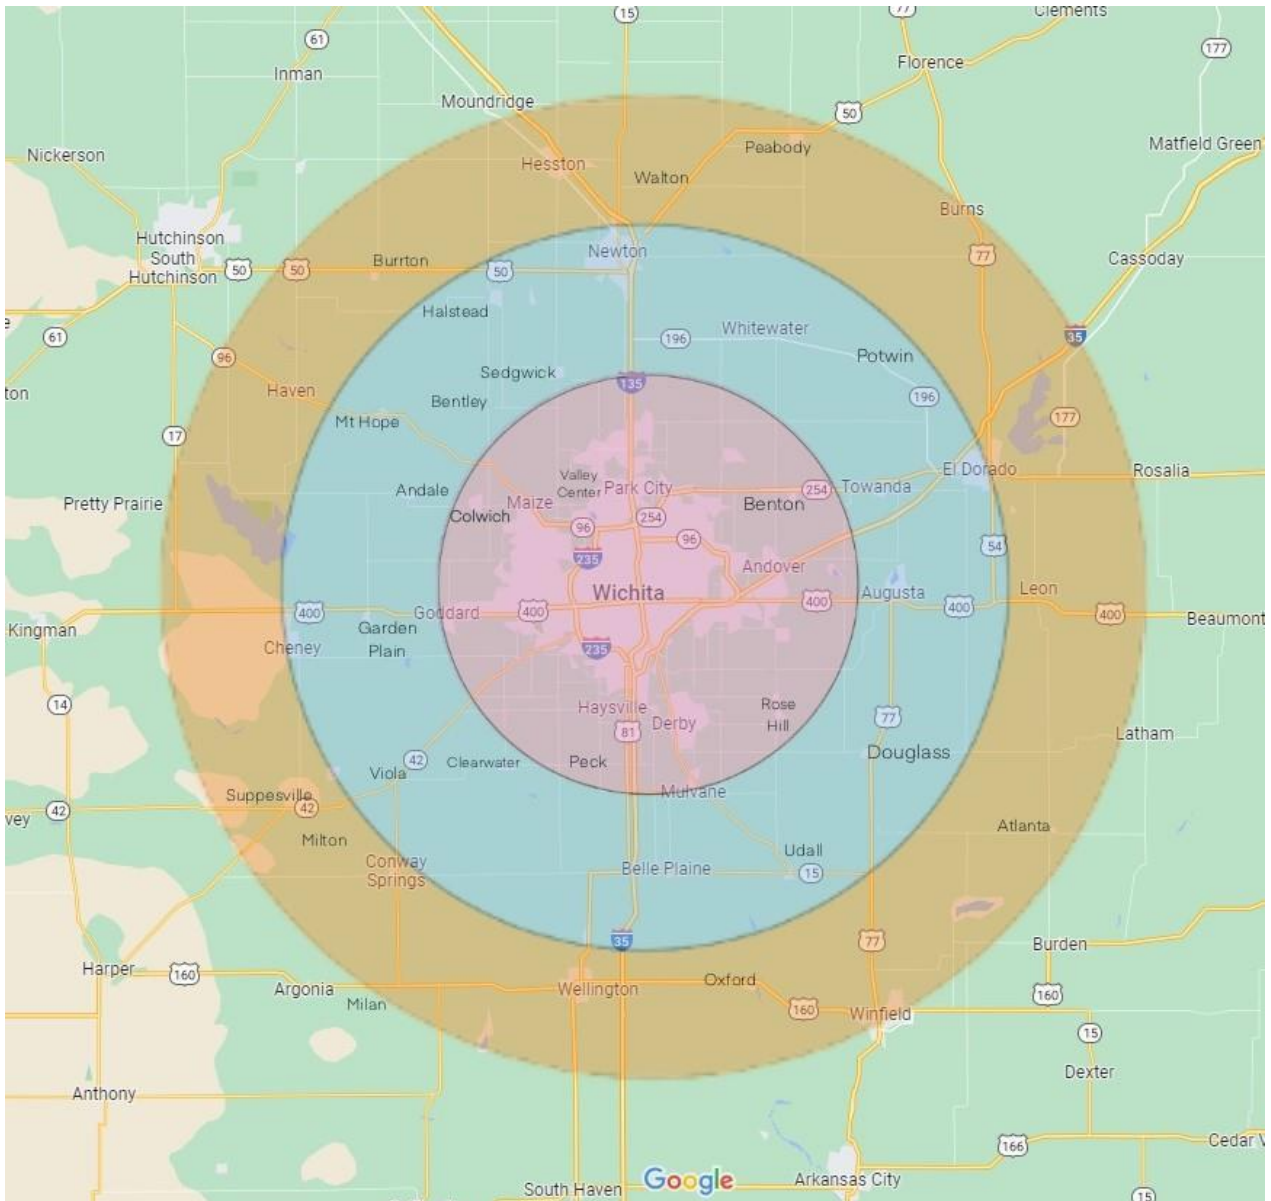 15
77
Clements
61
177
Inman
Florence
Moundridge
50
Nickerson
Peabody
Matfield Green
Hesston
Walton
Burns
Hutchinson
South
Hutchinson
Newton
77
Cassoday
Burrton
50
50
50
Halstead
Whitewater
61
196
35
96
Potwin
Sedgwick
135
ton
Haven
Bentley
196
Mt Hope
177
17
Valley
Center
Park City
El Dorado
Rosalia
Andale
Maize
254
Towanda
Pretty Prairie
Colwich
Benton
96
254
96
54
235
Andover
Wichita
Augusta
Leon
400
Goddard
400
400
400
400
Kingman
Garden
Plain
Beaumont
Cheney
235
14
Haysville
Derby
Rose
Hill
77
81
Latham
Viola
42
Clearwater
Peck
Douglass
Suppesville
Mulvane
42
42
vey
Milton
Atlanta
Conway
Springs
Belle Plaine
Udall
15
35
77
Burden
Harper
160
Argonia
Wellington
Oxford
160
Milan
160
Winfield
15
Dexter
Anthony
166
Cedar V
Google
Arkansas City
South Haven
15